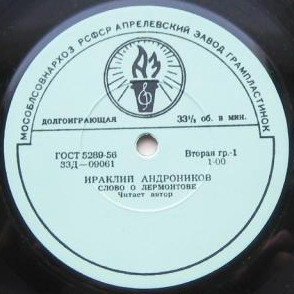 МОСОБЛСОВНАРХОЗ РСФСР АПРЕЛЕВСКИЙ ЗАВОД ГРАМПЛАСТИНОК
АЗ
ДОЛГОИГРАЮЩАЯ 33⅓ об. в мин.
ГОСТ 5289-56 Вторая гр.-1
33Д—09061 1-00
ИРАКЛИЙ АНДРОНИКОВ
СЛОВО О ЛЕРМОНТОВЕ
Читает автор